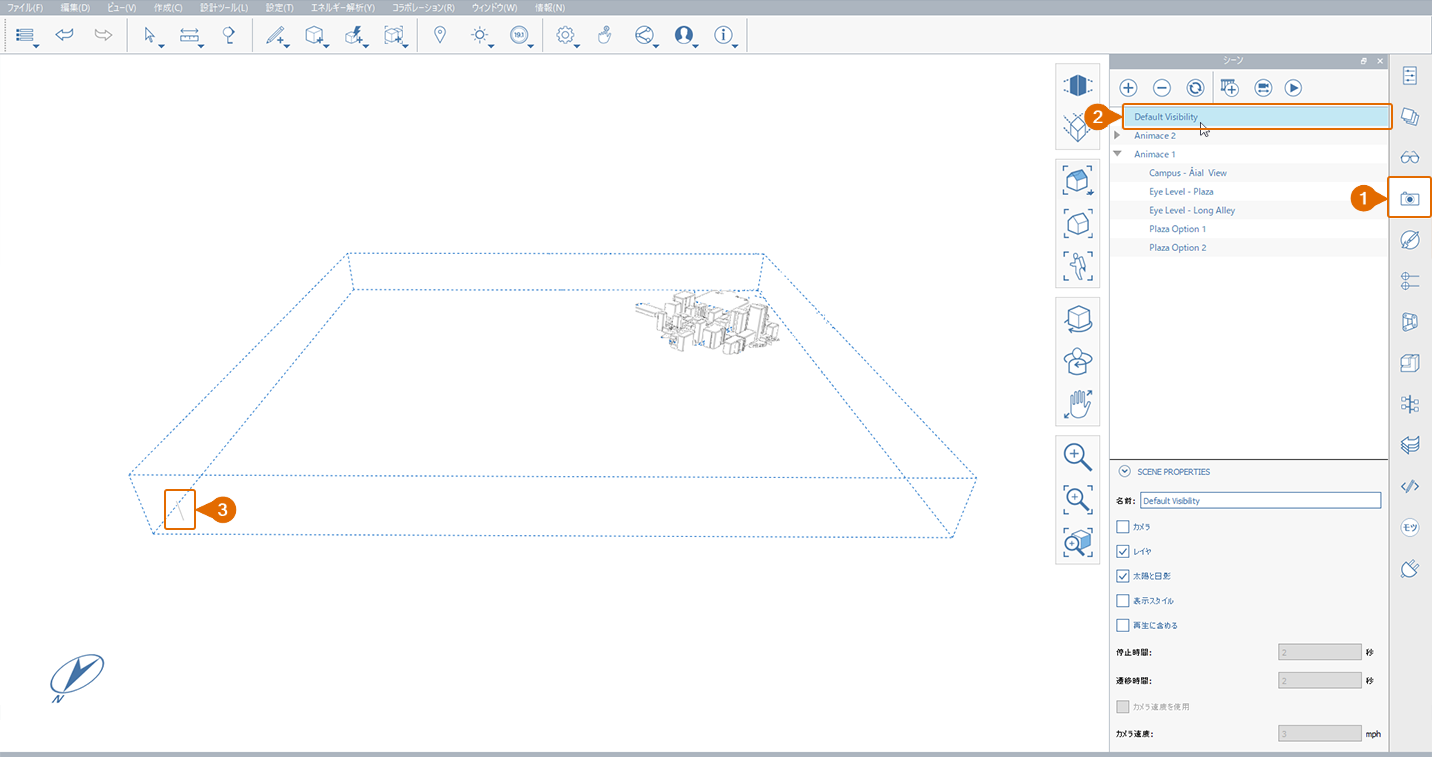 ファイル(F) 編集(D) ビュー(V) 作成(C) 設計ツール(L) 設定(T) エネルギー解析(Y) コラボレーション(R) ウィンドウ(W) 情報(N)
191
シーン
2
Default Visibility
Animace 2
Animace 1
Campus - Äial View
1
Eye Level - Plaza
Eye Level - Long Alley
Plaza Option 1
Plaza Option 2
SCENE PROPERTIES
名前: Default Visibility
3
カメラ
レイヤ
モツ
太陽と日影
表示スタイル
再生に含める
停止時間: 2 秒
遷移時間: 2 秒
カメラ速度を使用
カメラ速度: 3 mph
N